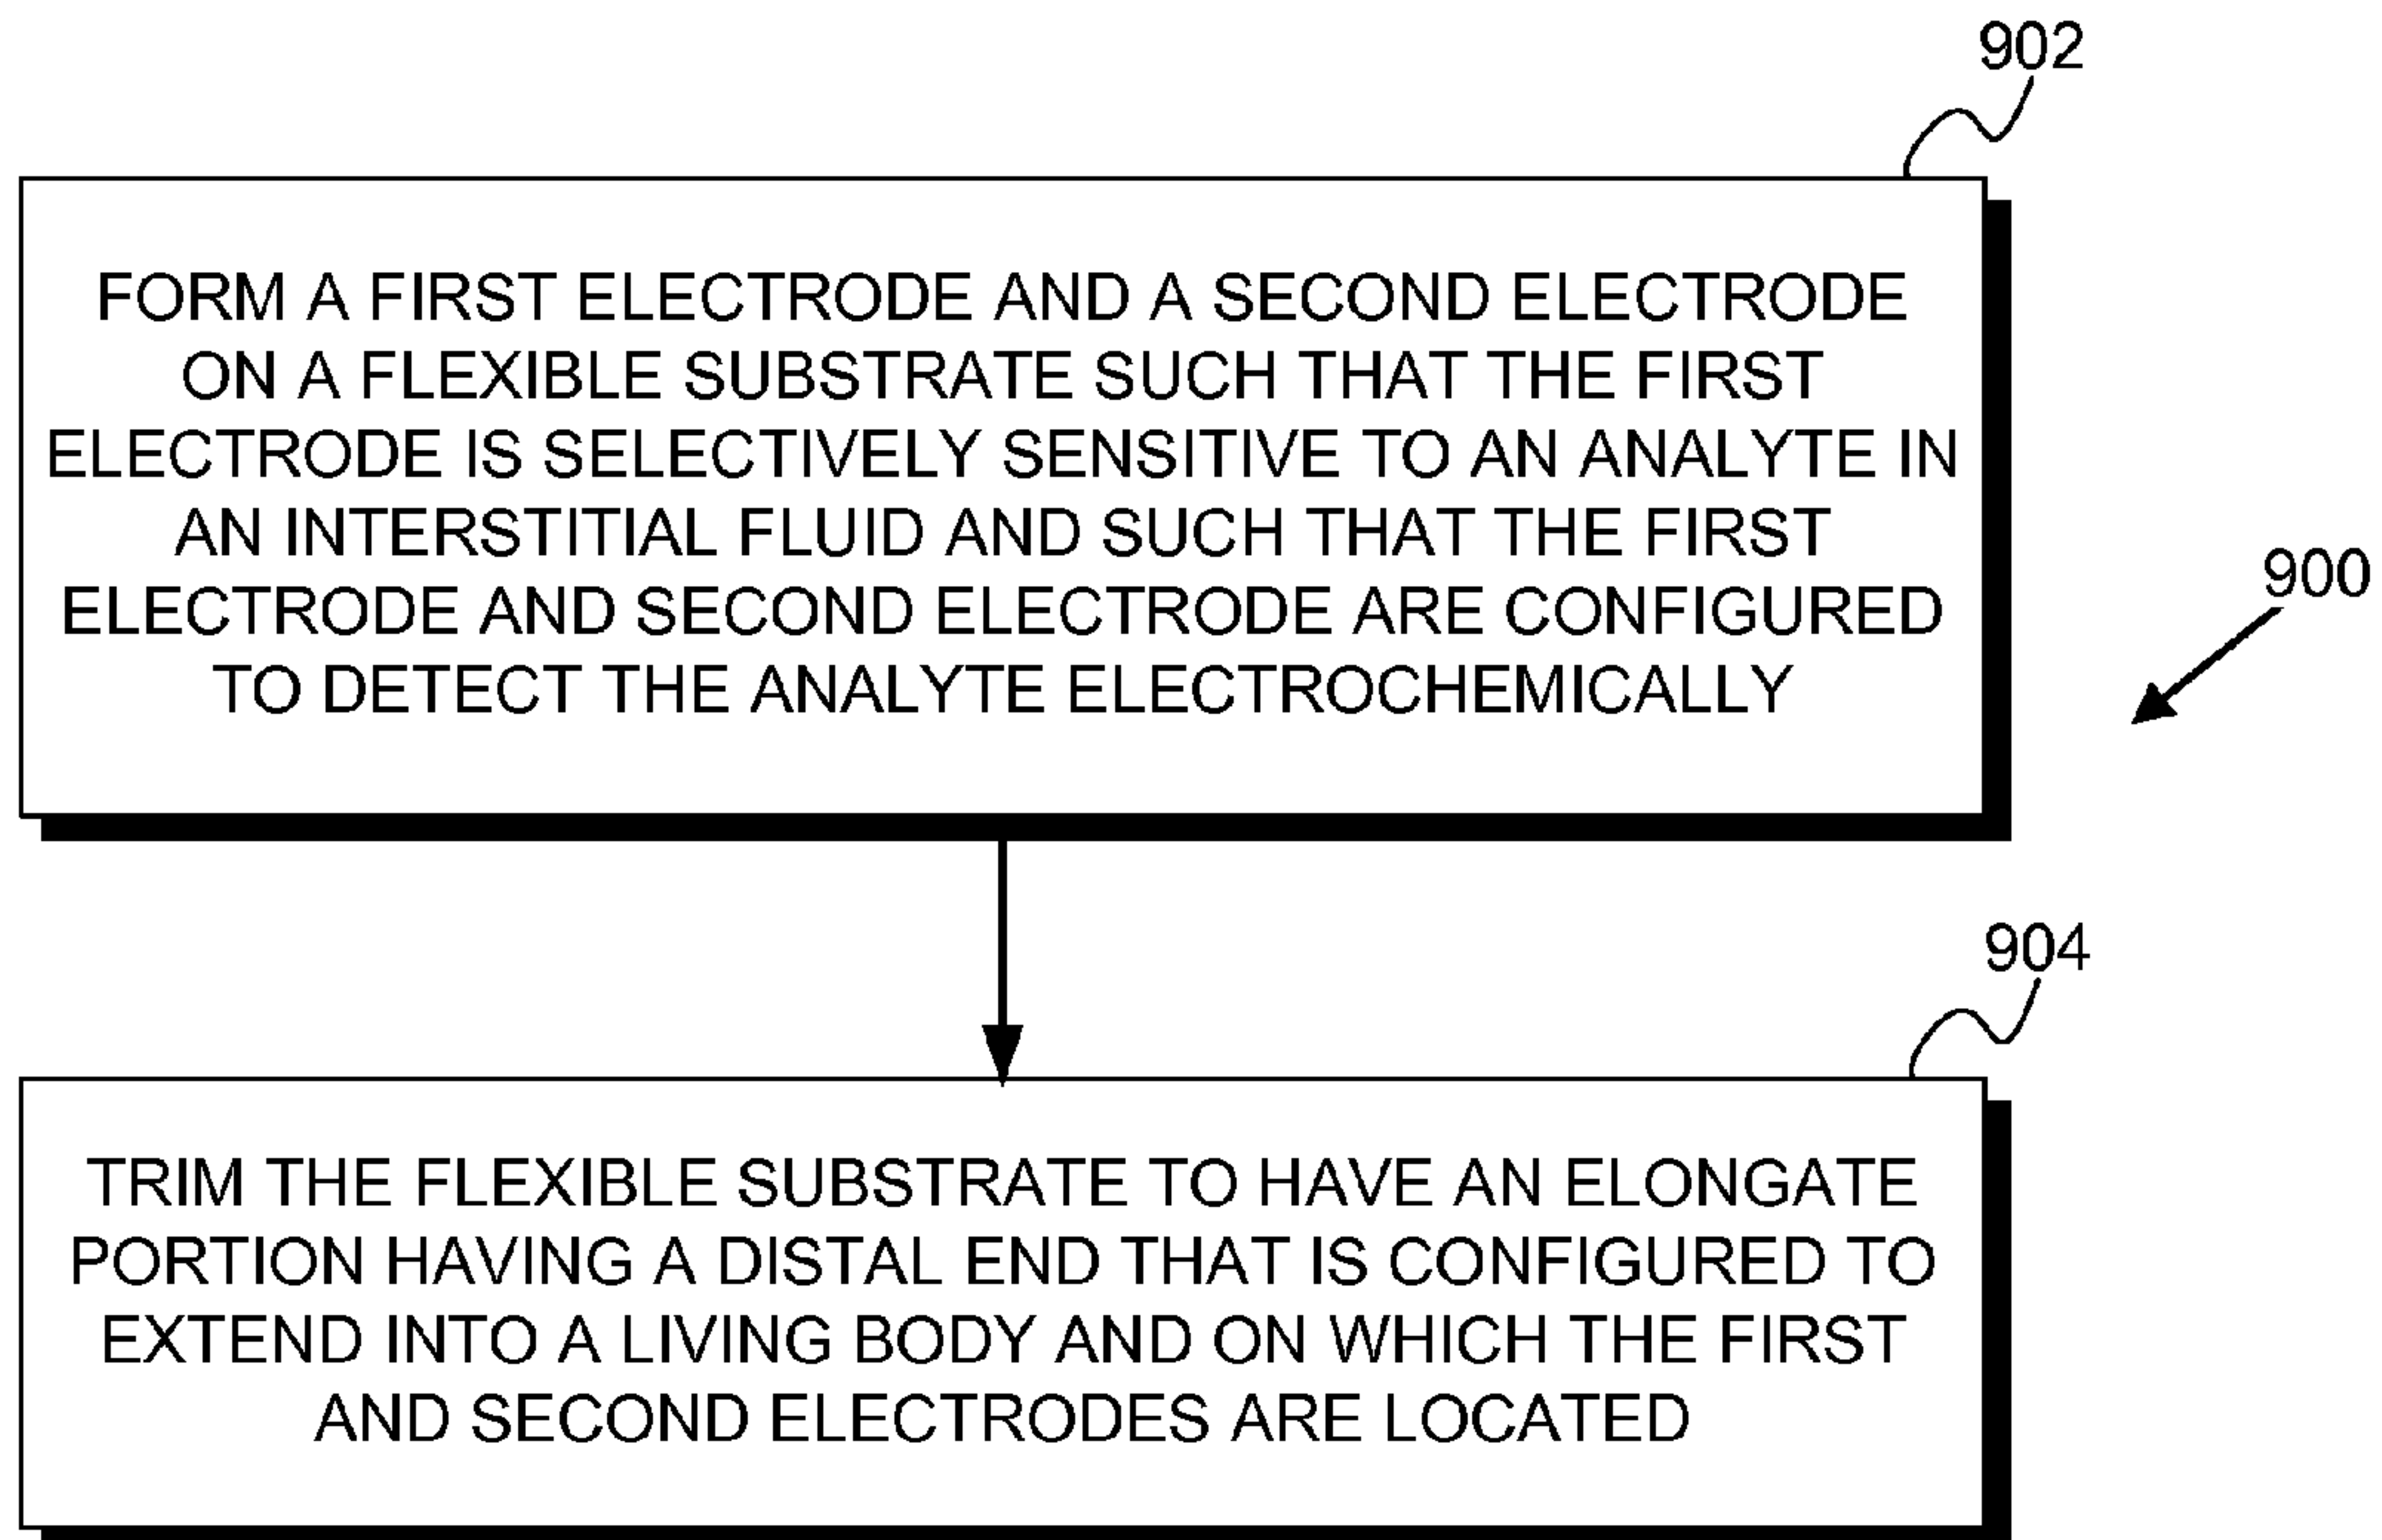 902
FORM A FIRST ELECTRODE AND A SECOND ELECTRODE
ON A FLEXIBLE SUBSTRATE SUCH THAT THE FIRST
ELECTRODE IS SELECTIVELY SENSITIVE TO AN ANALYTE IN
AN INTERSTITIAL FLUID AND SUCH THAT THE FIRST
ELECTRODE AND SECOND ELECTRODE ARE CONFIGURED
TO DETECT THE ANALYTE ELECTROCHEMICALLY
900
904
TRIM THE FLEXIBLE SUBSTRATE TO HAVE AN ELONGATE
PORTION HAVING A DISTAL END THAT IS CONFIGURED TO
EXTEND INTO A LIVING BODY AND ON WHICH THE FIRST
AND SECOND ELECTRODES ARE LOCATED